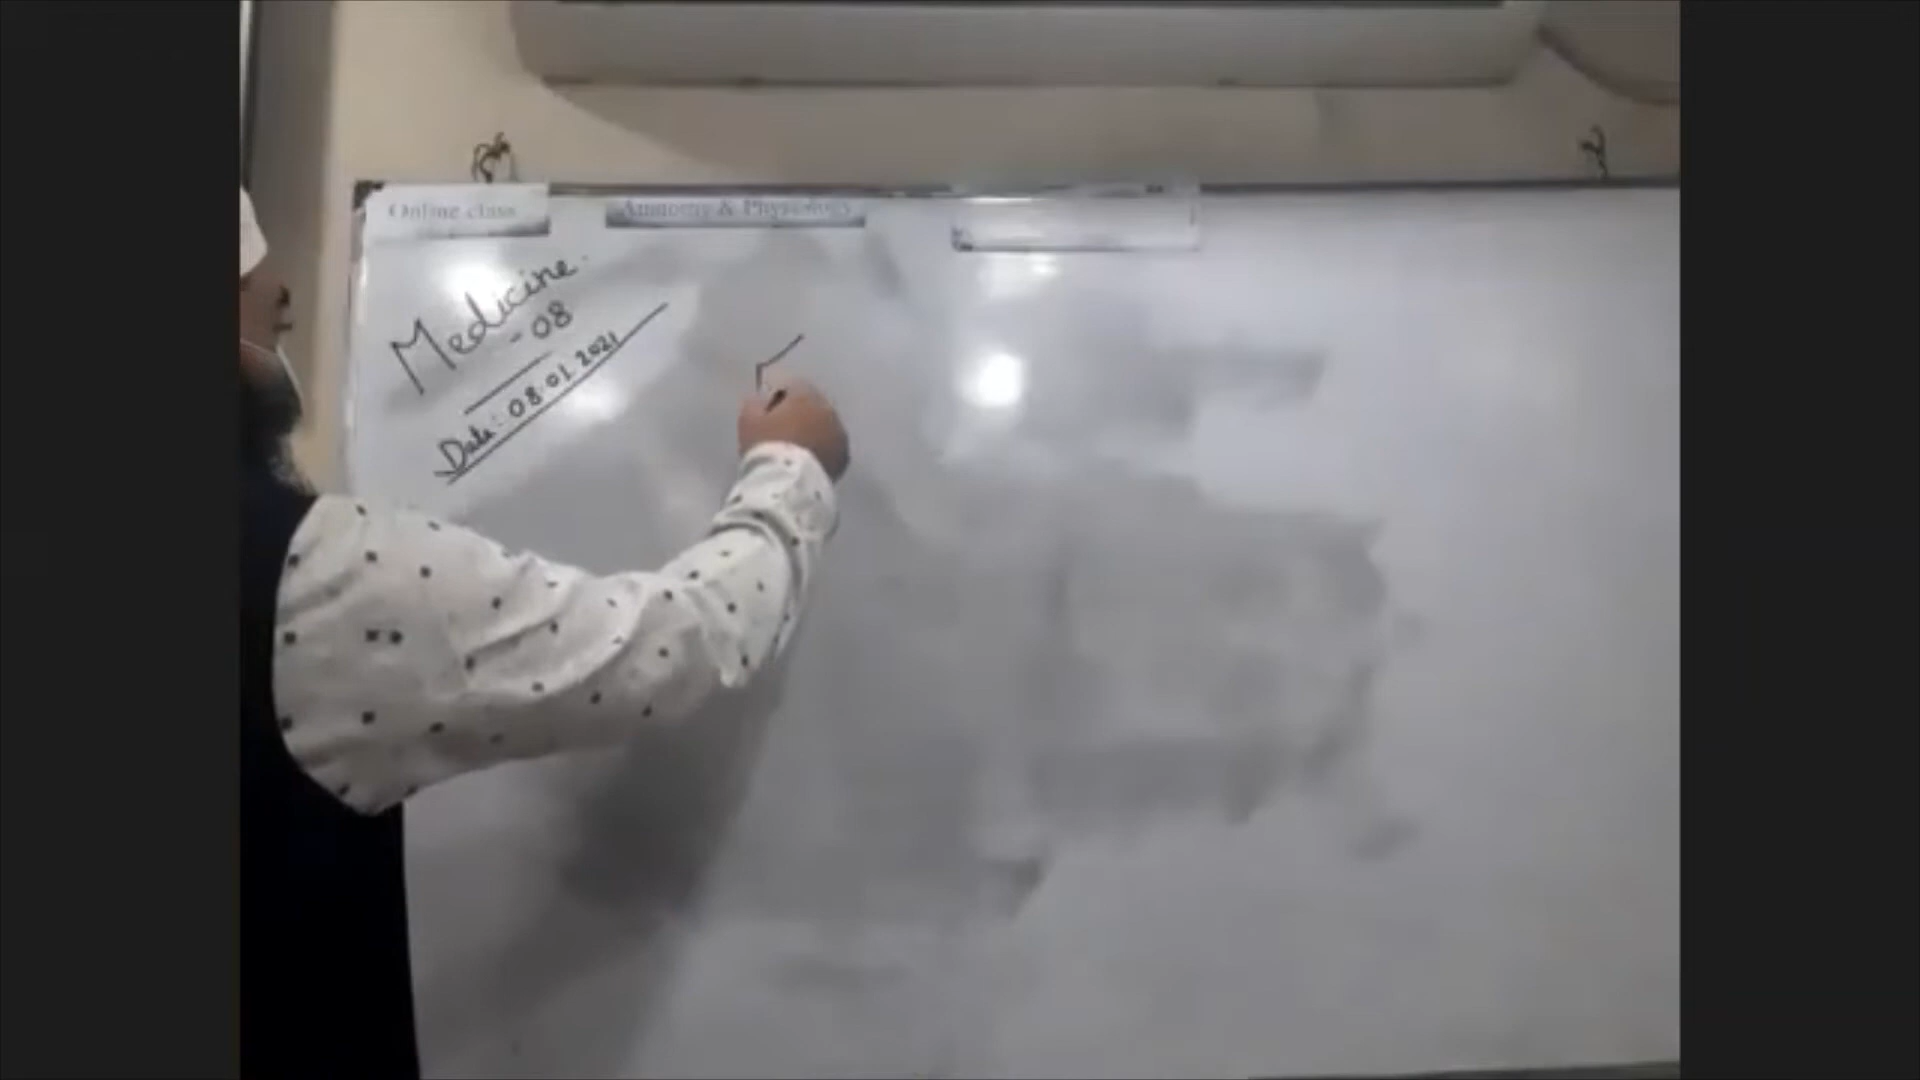 Online class
Anatomy & Physiology
Medicine
-08
Date: 08.01.2021